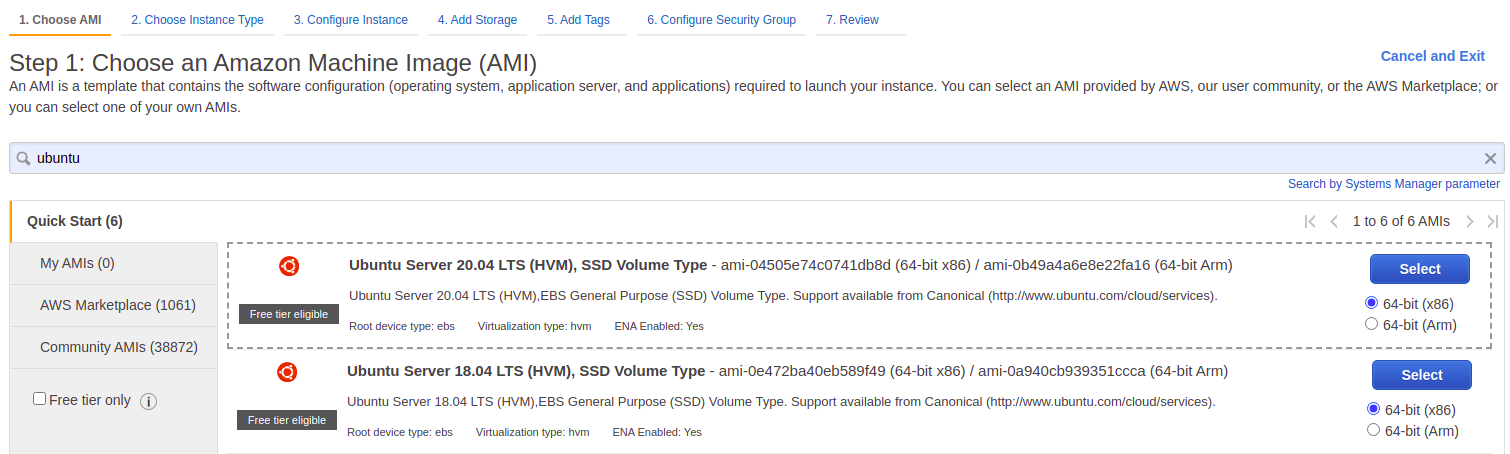 1. Choose AMI 2. Choose Instance Type 3. Configure Instance 4. Add Storage 5. Add Tags 6. Configure Security Group 7. Review
Step 1: Choose an Amazon Machine Image (AMI)
Cancel and Exit
An AMI is a template that contains the software configuration (operating system, application server, and applications) required to launch your instance. You can select an AMI provided by AWS, our user community, or the AWS Marketplace; or
you can select one of your own AMIs.
ubuntu
Search by Systems Manager parameter
Quick Start (6)
1 to 6 of 6 AMIs
My AMIs (0)
AWS Marketplace (1061)
Community AMIs (38872)
Free tier only
Ubuntu Server 20.04 LTS (HVM), SSD Volume Type - ami-04505e74c0741db8d (64-bit x86) / ami-0b49a4a6e8e22fa16 (64-bit Arm)
Ubuntu Server 20.04 LTS (HVM),EBS General Purpose (SSD) Volume Type. Support available from Canonical (http://www.ubuntu.com/cloud/services).
Free tier eligible
Root device type: ebs Virtualization type: hvm ENA Enabled: Yes
Select
64-bit (x86)
64-bit (Arm)
Ubuntu Server 18.04 LTS (HVM), SSD Volume Type - ami-0e472ba40eb589f49 (64-bit x86) / ami-0a940cb939351ccca (64-bit Arm)
Ubuntu Server 18.04 LTS (HVM),EBS General Purpose (SSD) Volume Type. Support available from Canonical (http://www.ubuntu.com/cloud/services).
Free tier eligible
Root device type: ebs Virtualization type: hvm ENA Enabled: Yes
Select
64-bit (x86)
64-bit (Arm)